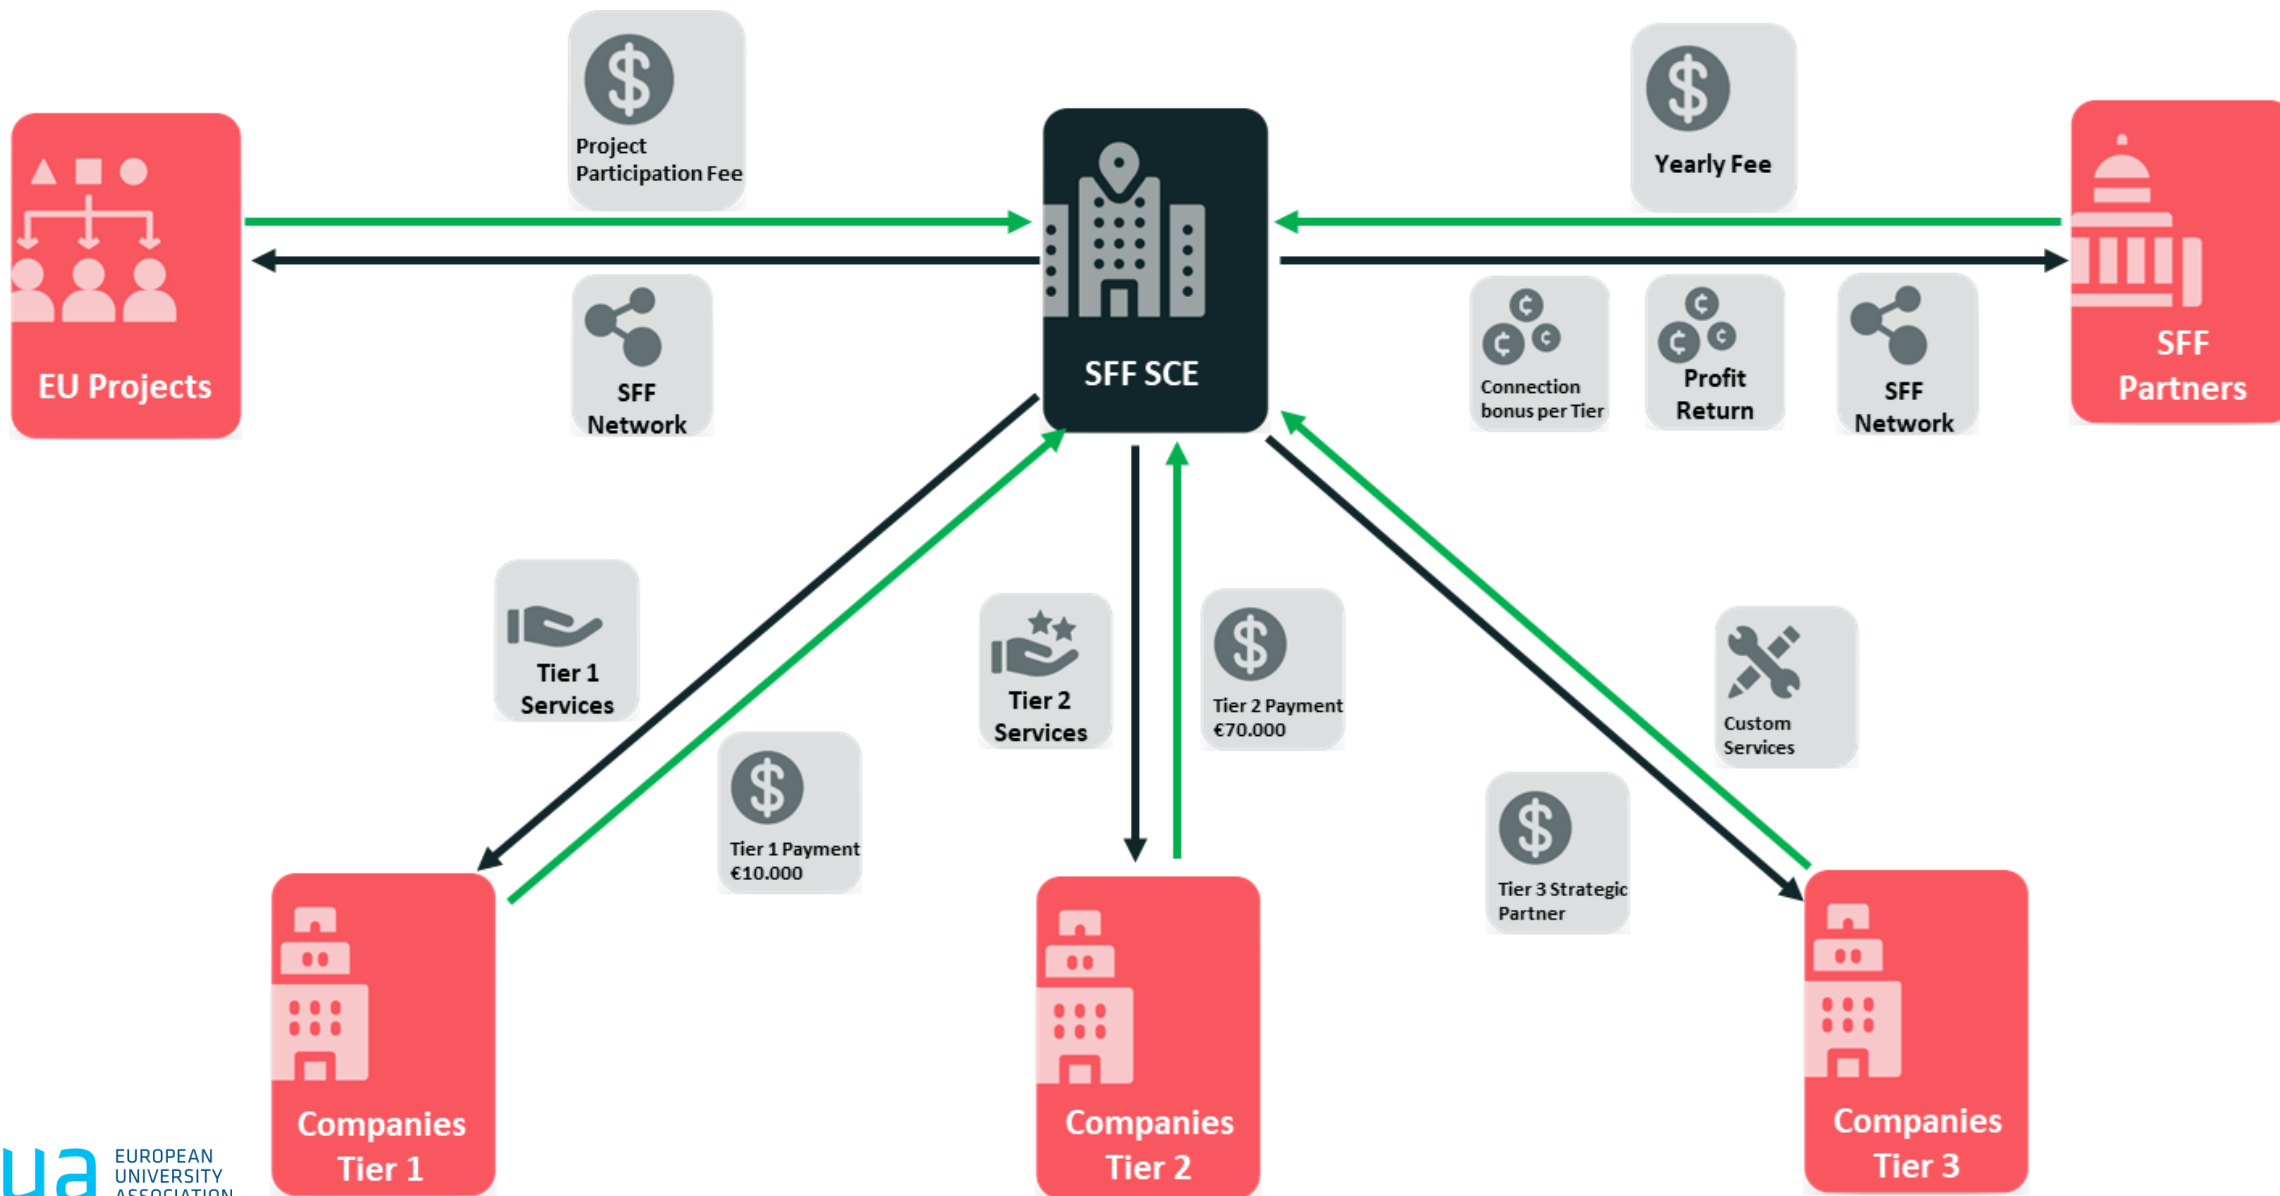 Project
Participation Fee
Yearly Fee
EU Projects
SFF
Network
SFF SCE
Connection
bonus per Tier
Profit
Return
SFF
Network
SFF
Partners
Tier 1
Services
Tier 1 Payment
€10.000
Tier 2
Services
Tier 2 Payment
€70.000
Custom
Services
Tier 3 Strategic
Partner
Companies
Tier 1
Companies
Tier 2
Companies
Tier 3
ua
EUROPEAN
UNIVERSITY
ASSOCIATION